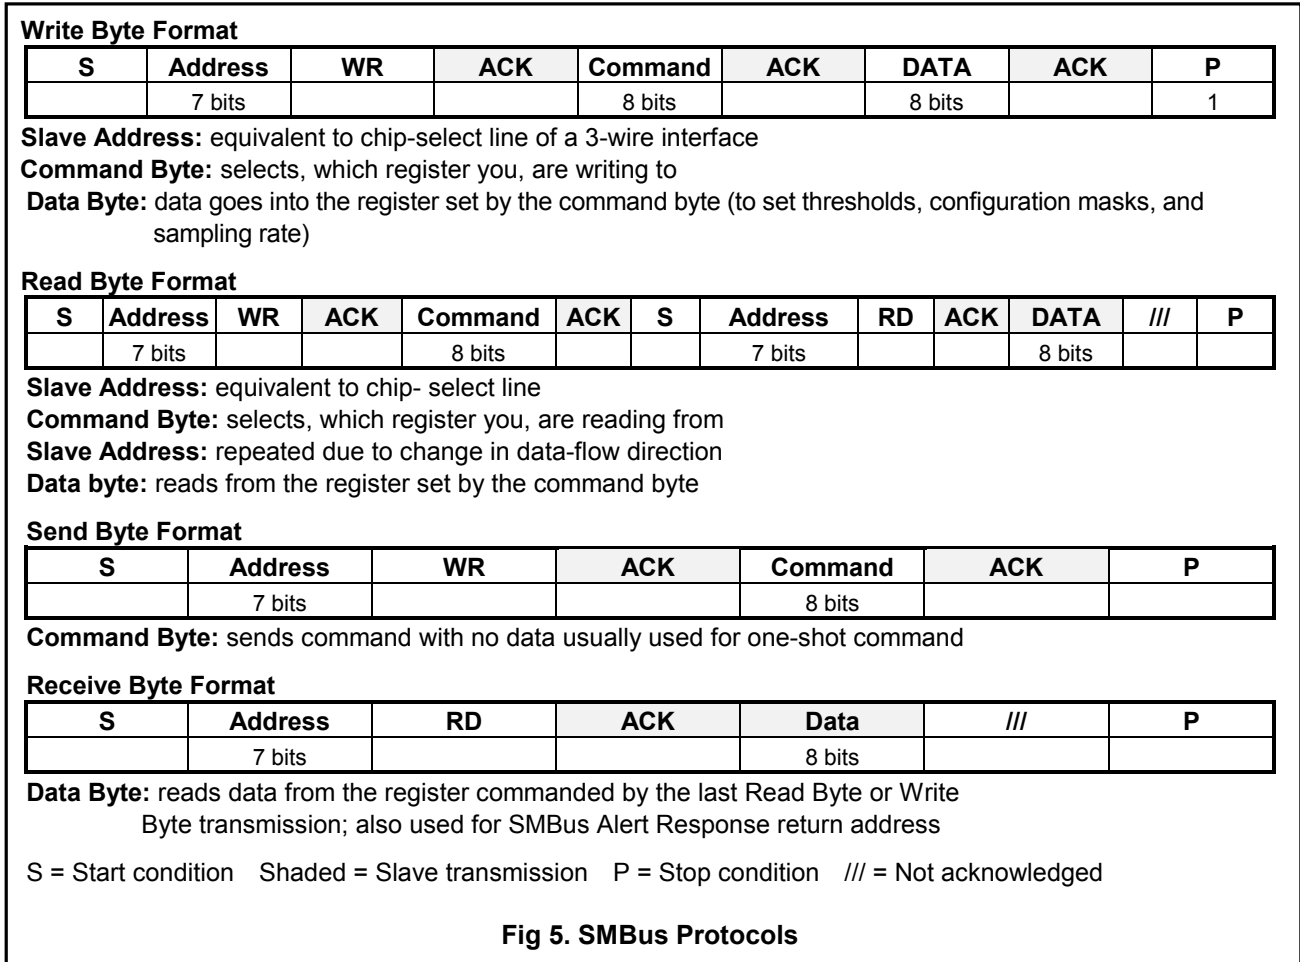 Write Byte Format
S Address WR ACK Command ACK DATA ACK P
7 bits 8 bits 8 bits 1
Slave Address: equivalent to chip-select line of a 3-wire interface
Command Byte: selects, which register you, are writing to
Data Byte: data goes into the register set by the command byte (to set thresholds, configuration masks, and
sampling rate)
Read Byte Format
S Address WR ACK Command ACK S Address RD ACK DATA /// P
7 bits 8 bits 7 bits 8 bits
Slave Address: equivalent to chip- select line
Command Byte: selects, which register you, are reading from
Slave Address: repeated due to change in data-flow direction
Data byte: reads from the register set by the command byte
Send Byte Format
S Address WR ACK Command ACK P
7 bits 8 bits
Command Byte: sends command with no data usually used for one-shot command
Receive Byte Format
S Address RD ACK Data /// P
7 bits 8 bits
Data Byte: reads data from the register commanded by the last Read Byte or Write
Byte transmission; also used for SMBus Alert Response return address
S = Start condition Shaded = Slave transmission P = Stop condition /// = Not acknowledged
Fig 5. SMBus Protocols